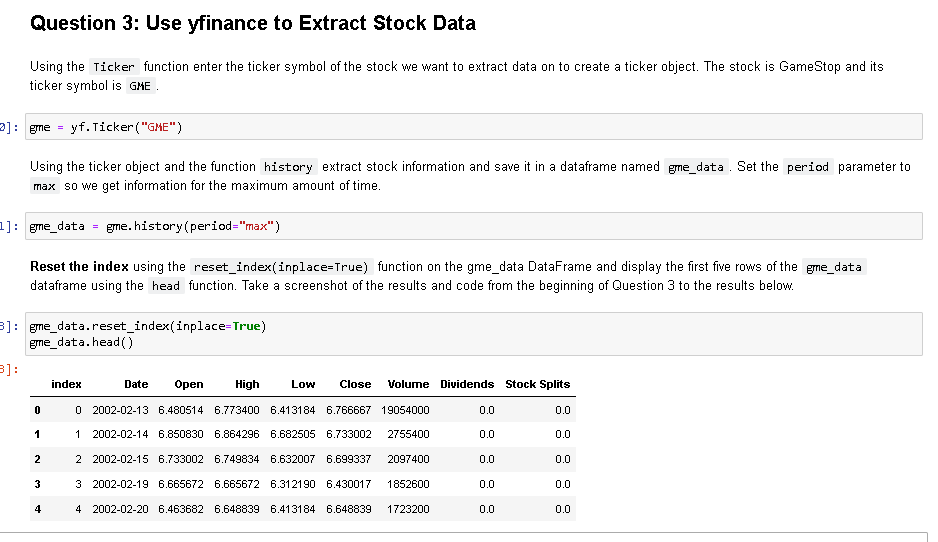 Question 3: Use yfinance to Extract Stock Data
Using the Ticker function enter the ticker symbol of the stock we want to extract data on to create a ticker object. The stock is GameStop and its
ticker symbol is GME .
0]: gme = yf.Ticker("GME")
Using the ticker object and the function history extract stock information and save it in a dataframe named gme_data . Set the period parameter to
max so we get information for the maximum amount of time.
1]: gme_data = gme.history(period="max")
Reset the index using the reset_index(inplace=True) function on the gme_data DataFrame and display the first five rows of the gme_data
dataframe using the head function. Take a screenshot of the results and code from the beginning of Question 3 to the results below.
3]: gme_data.reset_index(inplace=True)
gme_data.head()
3]:
index Date Open High Low Close Volume Dividends Stock Splits
0 0 2002-02-13 6.480514 6.773400 6.413184 6.766667 19054000 0.0 0.0
1 1 2002-02-14 6.850830 6.864296 6.682505 6.733002 2755400 0.0 0.0
2 2 2002-02-15 6.733002 6.749834 6.632007 6.699337 2097400 0.0 0.0
3 3 2002-02-19 6.665672 6.665672 6.312190 6.430017 1852600 0.0 0.0
4 4 2002-02-20 6.463682 6.648839 6.413184 6.648839 1723200 0.0 0.0